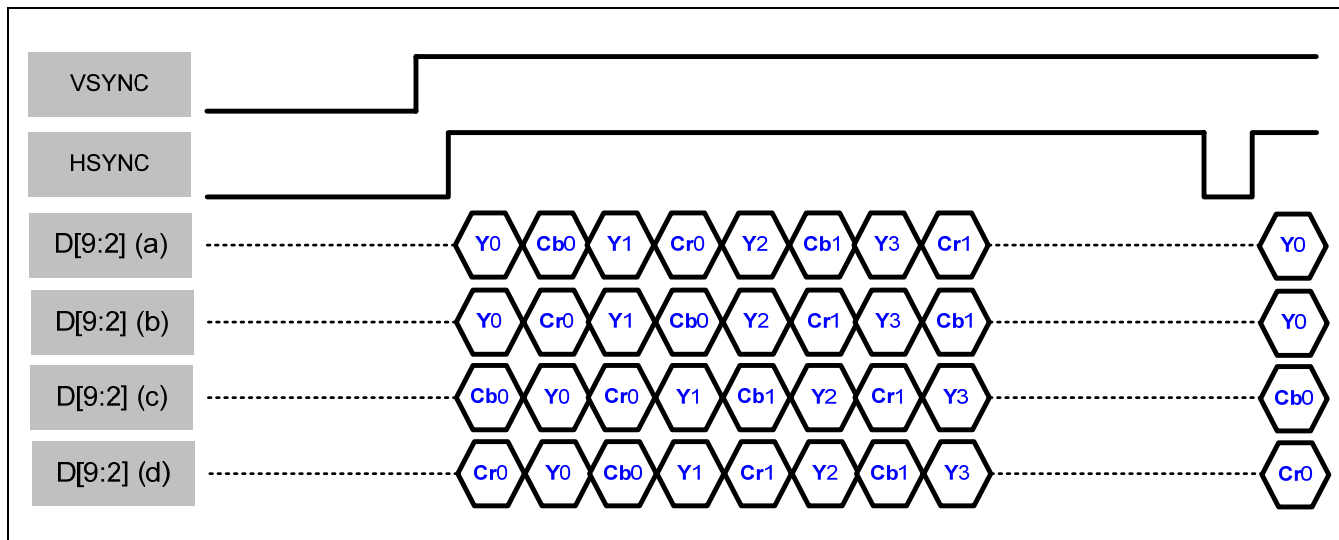 VSYNC
HSYNC
D[9:2] (a) Y0 Cb0 Y1 Cr0 Y2 Cb1 Y3 Cr1 Y0
D[9:2] (b) Y0 Cr0 Y1 Cb0 Y2 Cr1 Y3 Cb1 Y0
D[9:2] (c) Cb0 Y0 Cr0 Y1 Cb1 Y2 Cr1 Y3 Cb0
D[9:2] (d) Cr0 Y0 Cb0 Y1 Cr1 Y2 Cb1 Y3 Cr0